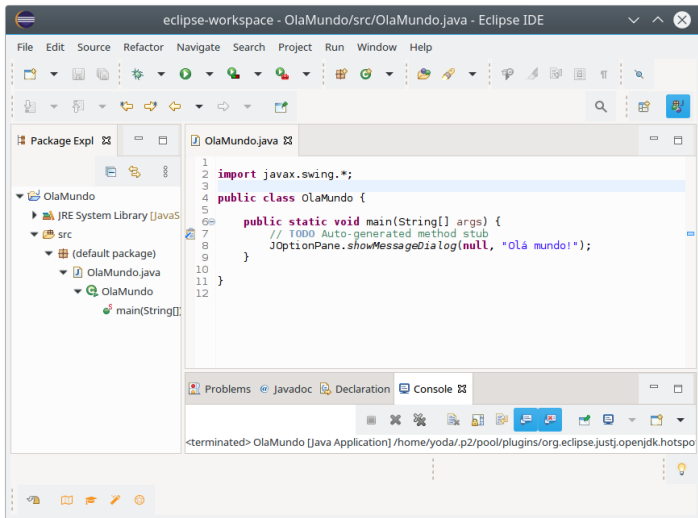 eclipse-workspace - OlaMundo/src/OlaMundo.java - Eclipse IDE
File Edit Source Refactor Navigate Search Project Run Window Help
Package Expl
OlaMundo
JRE System Library [JavaS
src
(default package)
OlaMundo.java
OlaMundo
main(String[])
OlaMundo.java
1
2 import javax.swing.*;
3
4 public class OlaMundo {
5
6 public static void main(String[] args) {
7 // TODO Auto-generated method stub
8 JOptionPane.showMessageDialog(null, "Olá mundo!");
9 }
10
11 }
12
Problems @ Javadoc Declaration Console
<terminated> OlaMundo [Java Application] /home/yoda/.p2/pool/plugins/org.eclipse.justj.openjdk.hotspo